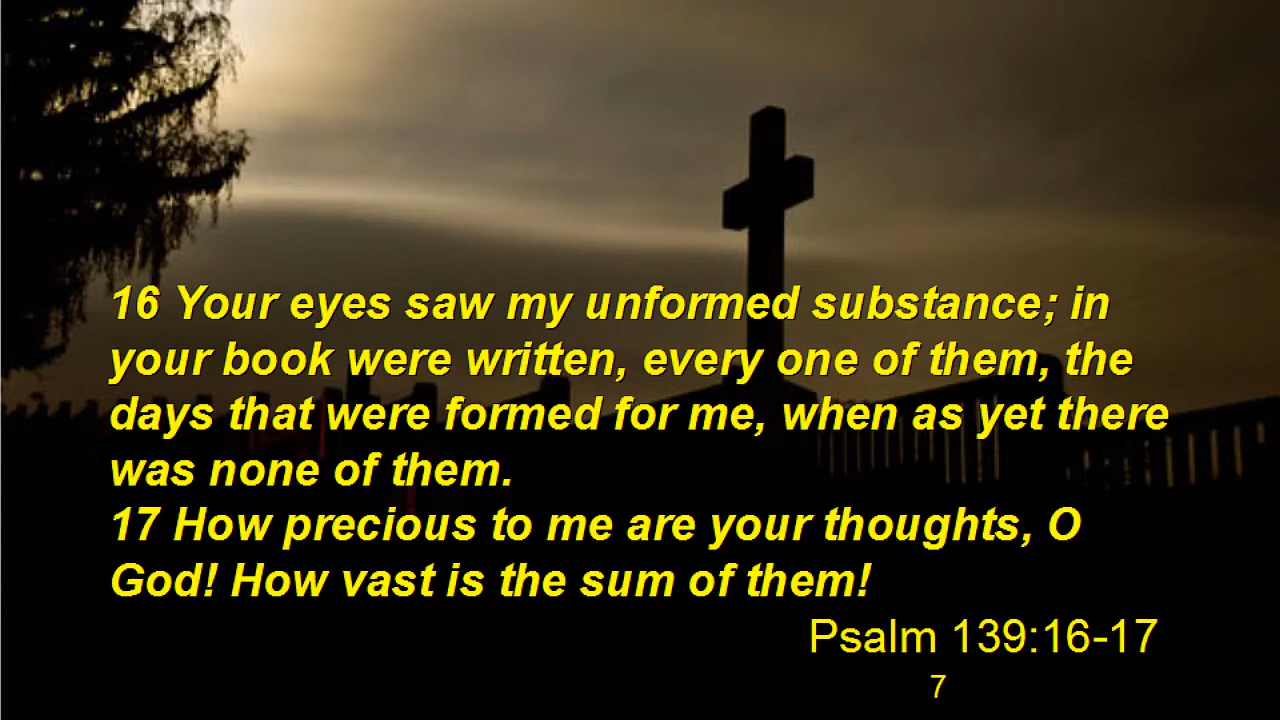 16 Your eyes saw my unformed substance; in
your book were written, every one of them, the
days that were formed for me, when as yet there
was none of them.
17 How precious to me are your thoughts, O
God! How vast is the sum of them!
Psalm 139:16-17
7